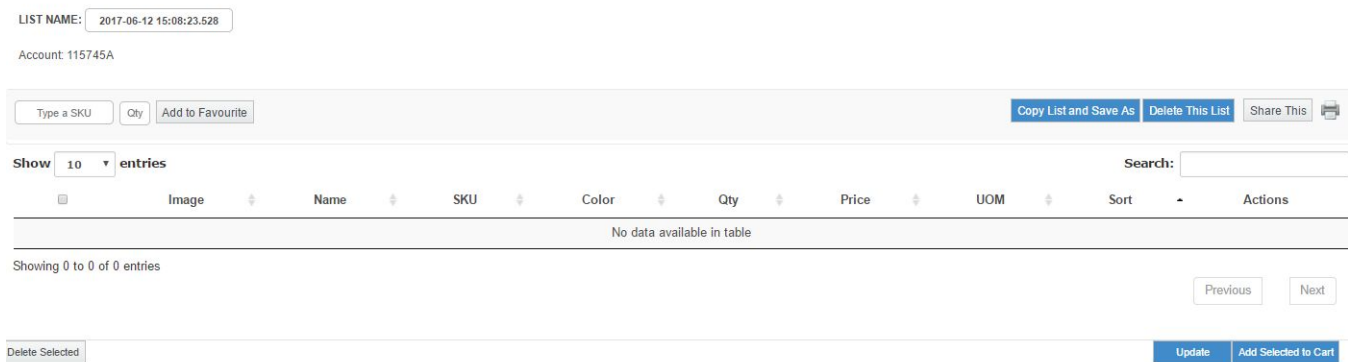 LIST NAME: 2017-06-12 15:08:23.528
Account: 115745A
Type a SKU Qty Add to Favourite Copy List and Save As Delete This List Share This
Show 10 entries Search:
Image Name SKU Color Qty Price UOM Sort Actions
No data available in table
Showing 0 to 0 of 0 entries
Previous Next
Delete Selected Update Add Selected to Cart